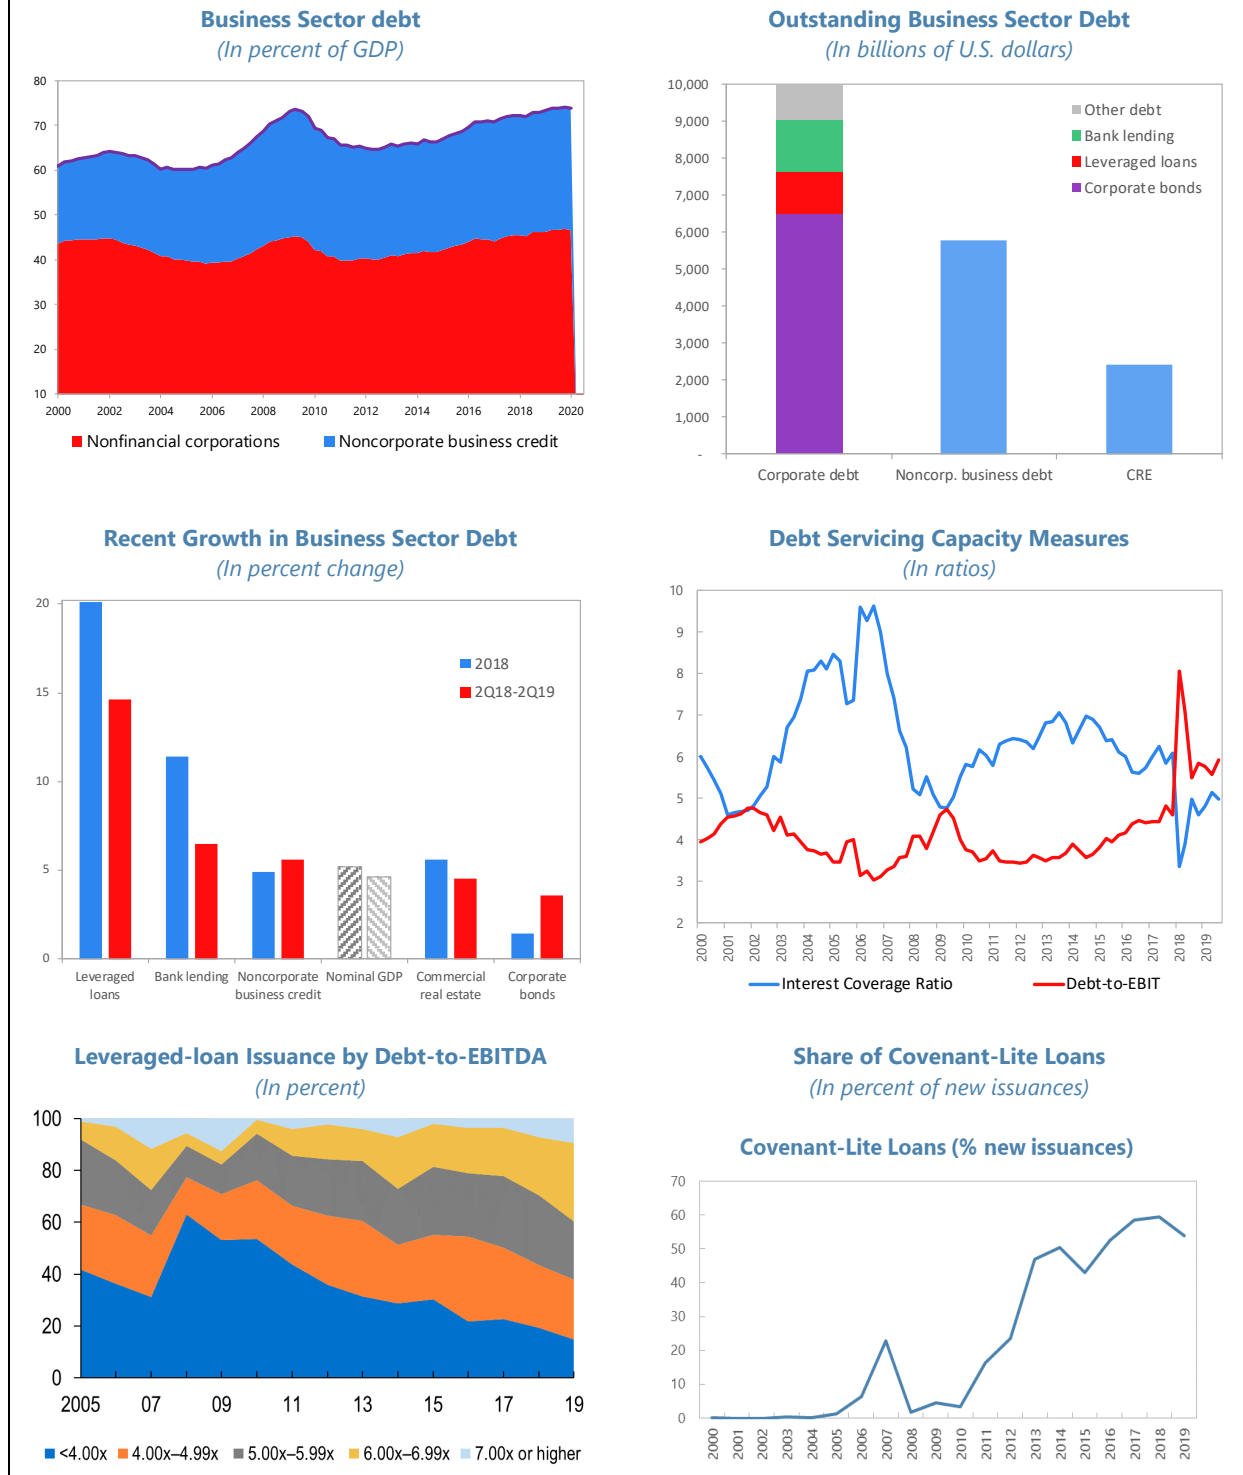 Business Sector debt
(In percent of GDP)
80
70
60
50
40
30
20
10
2000 2002 2004 2006 2008 2010 2012 2014 2016 2018 2020
Nonfinancial corporations Noncorporate business credit
Outstanding Business Sector Debt
(In billions of U.S. dollars)
10,000
9,000
8,000
7,000
6,000
5,000
4,000
3,000
2,000
1,000
-
Other debt
Bank lending
Leveraged loans
Corporate bonds
Corporate debt Noncorp. business debt CRE
Recent Growth in Business Sector Debt
(In percent change)
20
15
10
5
0
2018
2Q18-2Q19
Leveraged loans
Bank lending
Noncorporate business credit
Nominal GDP
Commercial real estate
Corporate bonds
Debt Servicing Capacity Measures
(In ratios)
10
9
8
7
6
5
4
3
2
2000 2001 2002 2003 2004 2005 2006 2007 2008 2009 2010 2011 2012 2013 2014 2015 2016 2017 2018 2019
Interest Coverage Ratio Debt-to-EBIT
Leveraged-loan Issuance by Debt-to-EBITDA
(In percent)
100
80
60
40
20
0
2005 07 09 11 13 15 17 19
<4.00x 4.00x–4.99x 5.00x–5.99x 6.00x–6.99x 7.00x or higher
Share of Covenant-Lite Loans
(In percent of new issuances)
Covenant-Lite Loans (% new issuances)
70
60
50
40
30
20
10
0
2000 2001 2002 2003 2004 2005 2006 2007 2008 2009 2010 2011 2012 2013 2014 2015 2016 2017 2018 2019